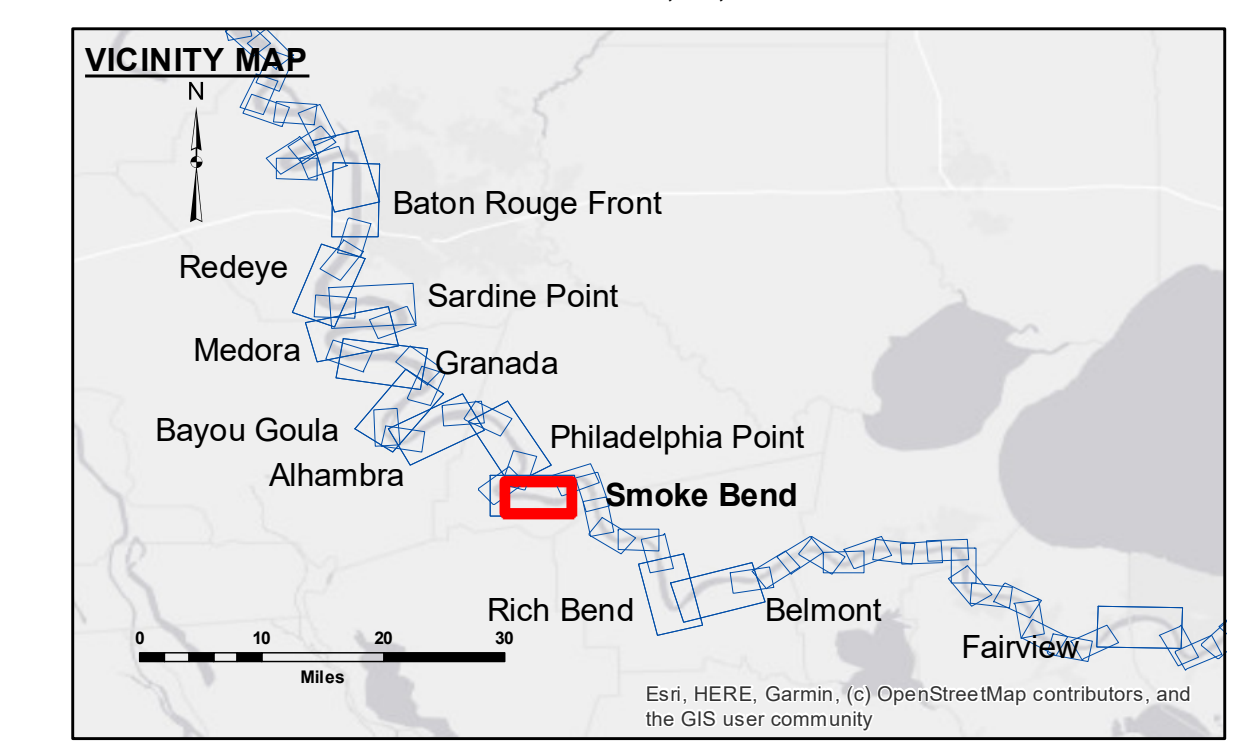 VICINITY MAP
N
Baton Rouge Front
Redeye
Sardine Point
Medora
Granada
Bayou Goula
Philadelphia Point
Alhambra
Smoke Bend
Rich Bend
Belmont
Fairview
0 10 20 30
Miles
Esri, HERE, Garmin, (c) OpenStreetMap contributors, and
the GIS user community